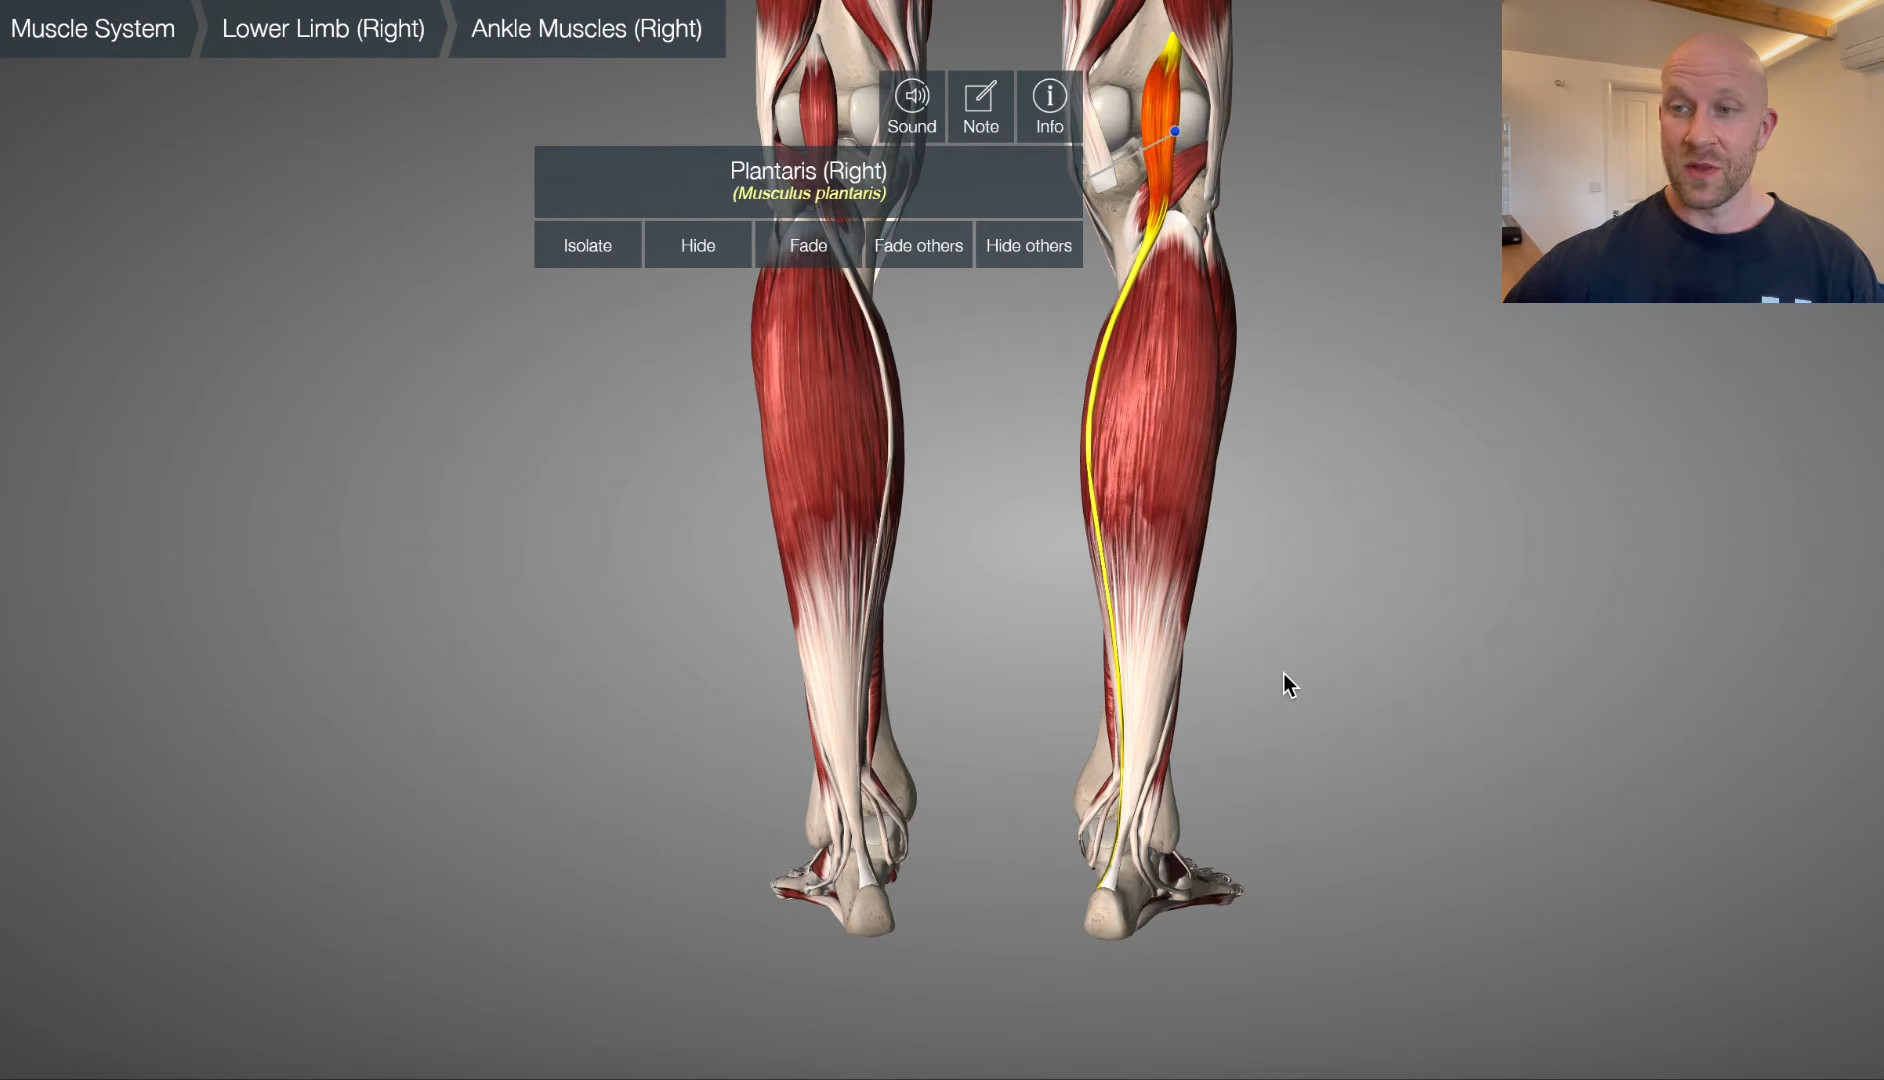 Muscle System
Lower Limb (Right)
Ankle Muscles (Right)
Sound
Note
Info
Plantaris (Right)
(Musculus plantaris)
Isolate
Hide
Fade
Fade others
Hide others